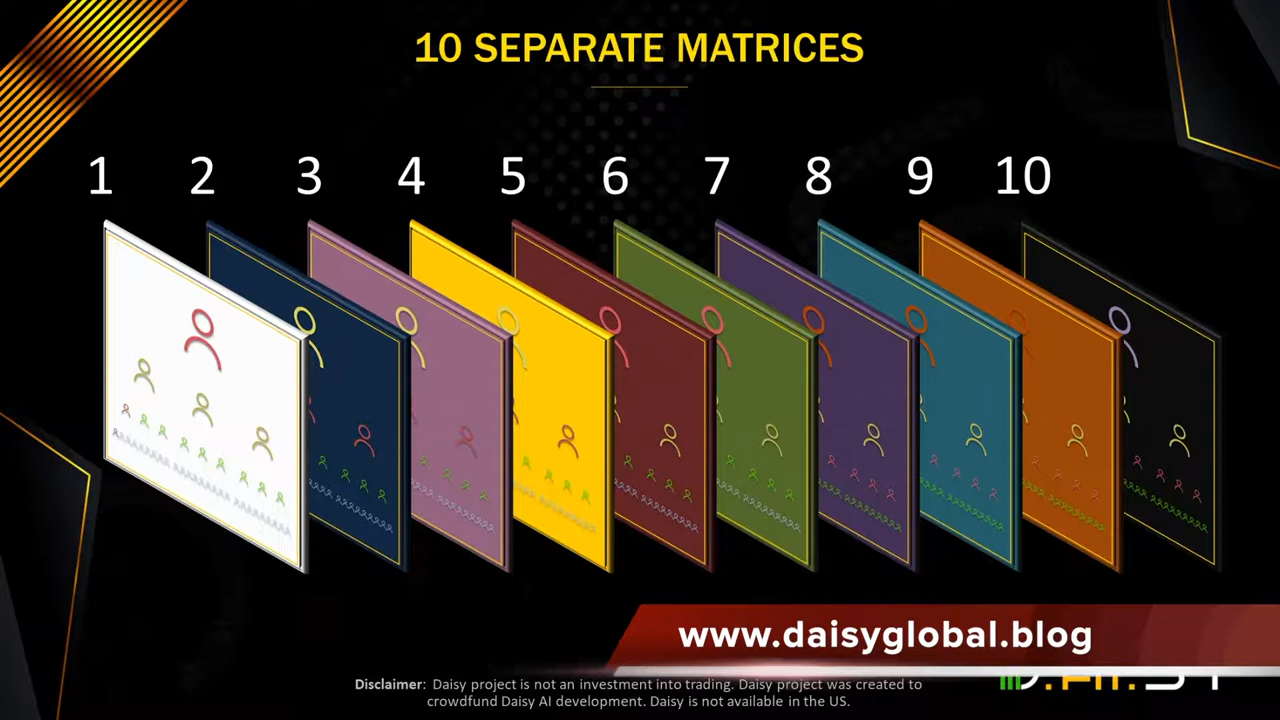 10 SEPARATE MATRICES
1 2 3 4 5 6 7 8 9 10
www.daisyglobal.blog
Disclaimer: Daisy project is not an investment into trading. Daisy project was created to
crowdfund Daisy AI development. Daisy is not available in the US.